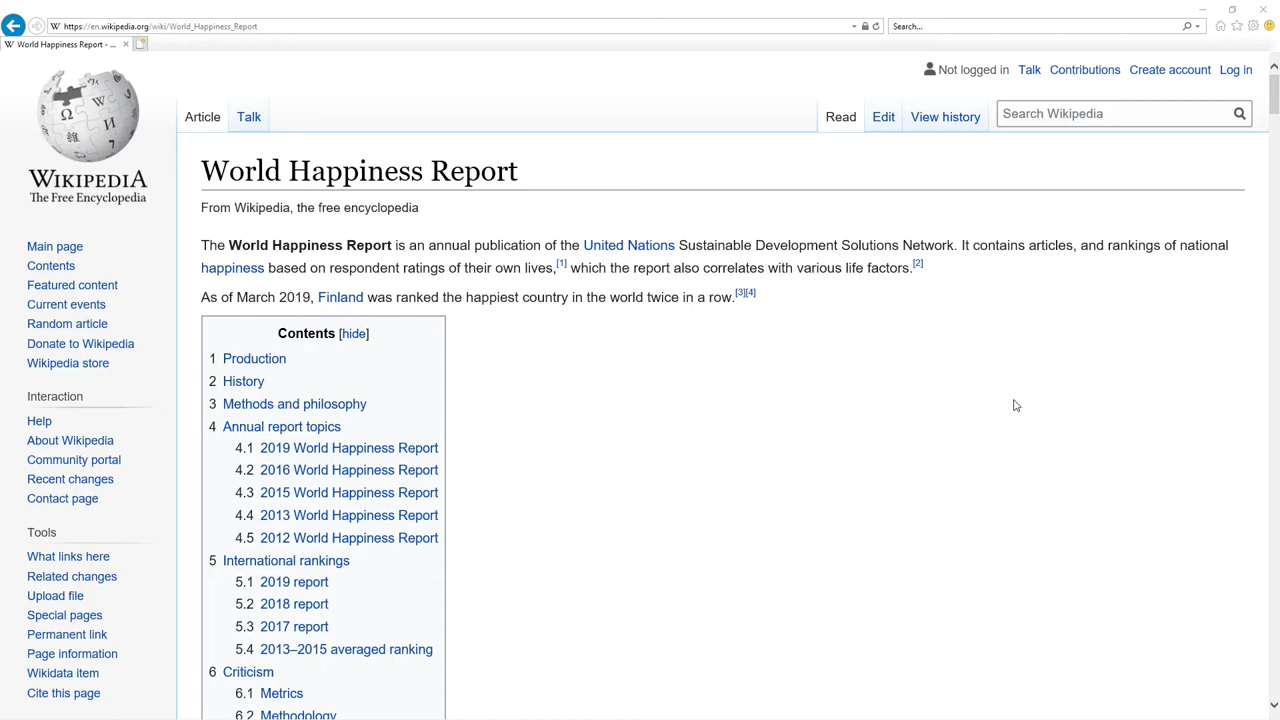 https://en.wikipedia.org/wiki/World_Happiness_Report
Search...
World Happiness Report - ...
Not logged in Talk Contributions Create account Log in
Article Talk Read Edit View history Search Wikipedia
WIKIPEDIA
The Free Encyclopedia
Main page
Contents
Featured content
Current events
Random article
Donate to Wikipedia
Wikipedia store
Interaction
Help
About Wikipedia
Community portal
Recent changes
Contact page
Tools
What links here
Related changes
Upload file
Special pages
Permanent link
Page information
Wikidata item
Cite this page
World Happiness Report
From Wikipedia, the free encyclopedia
The World Happiness Report is an annual publication of the United Nations Sustainable Development Solutions Network. It contains articles, and rankings of national
happiness based on respondent ratings of their own lives,[1] which the report also correlates with various life factors.[2]
As of March 2019, Finland was ranked the happiest country in the world twice in a row.[3][4]
Contents [hide]
1 Production
2 History
3 Methods and philosophy
4 Annual report topics
4.1 2019 World Happiness Report
4.2 2016 World Happiness Report
4.3 2015 World Happiness Report
4.4 2013 World Happiness Report
4.5 2012 World Happiness Report
5 International rankings
5.1 2019 report
5.2 2018 report
5.3 2017 report
5.4 2013–2015 averaged ranking
6 Criticism
6.1 Metrics
6.2 Methodology